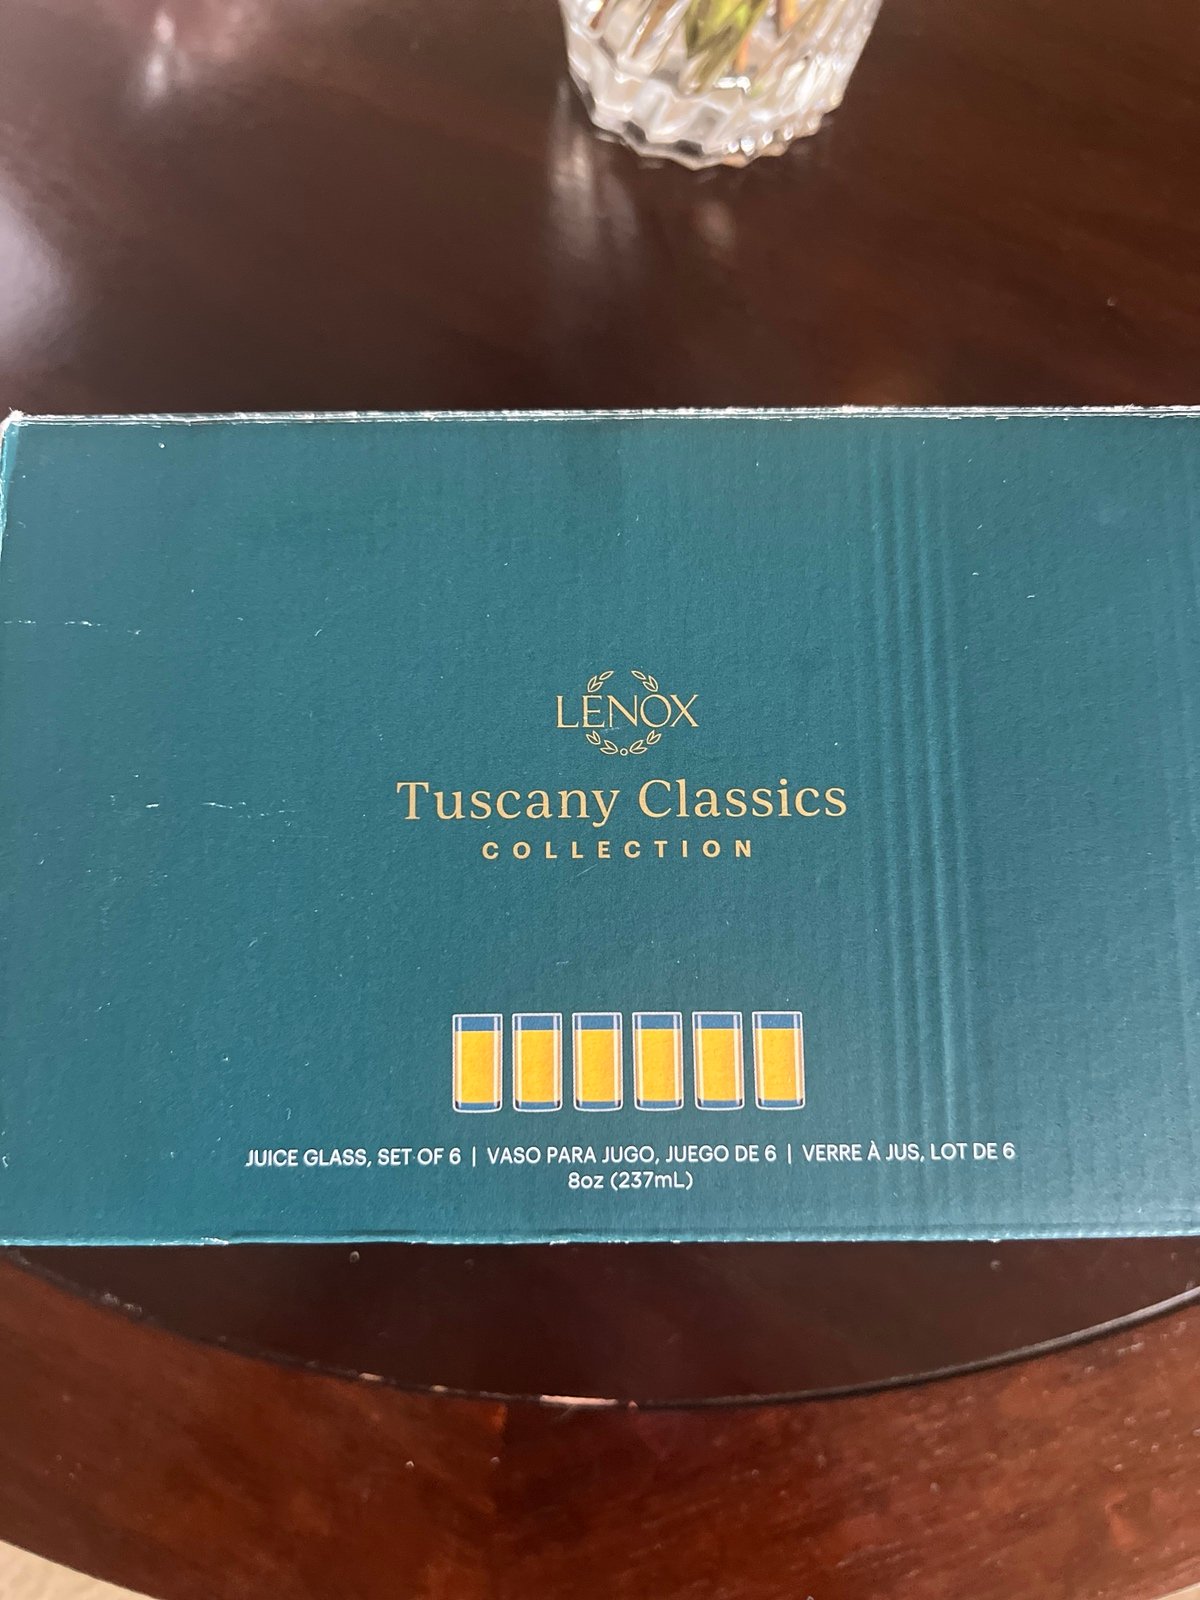 LENOX
Tuscany Classics
COLLECTION
JUICE GLASS, SET OF 6 | VASO PARA JUGO, JUEGO DE 6 | VERRE À JUS, LOT DE 6
8oz (237mL)